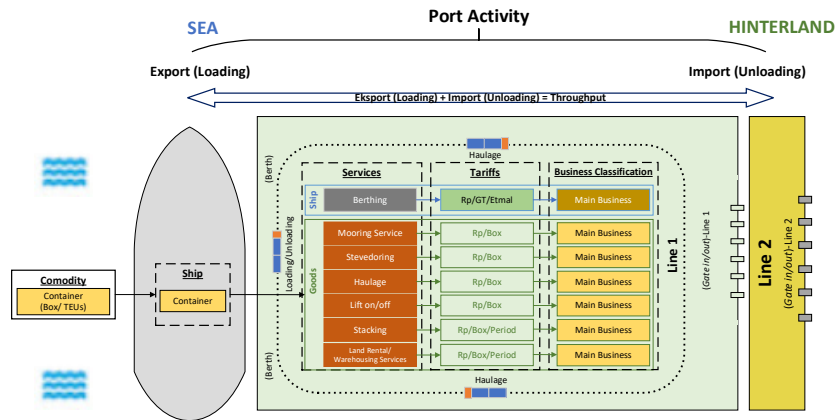 Port Activity
SEA
HINTERLAND
Export (Loading)
Import (Unloading)
Eksport (Loading) + Import (Unloading) = Throughput
Haulage
(Berth)
(Berth)
Loading/Unloading
Services
Tariffs
Business Classification
Ship
Berthing
Rp/GT/Etmal
Main Business
Goods
Mooring Service
Rp/Box
Main Business
Stevedoring
Rp/Box
Main Business
Haulage
Rp/Box
Main Business
Lift on/off
Rp/Box
Main Business
Stacking
Rp/Box/Period
Main Business
Land Rental/
Warehousing Services
Rp/Box/Period
Main Business
Haulage
Line 1
(Gate in/out)-Line 1
Line 2
(Gate in/out)-Line 2
Comodity
Container
(Box/ TEUs)
Ship
Container